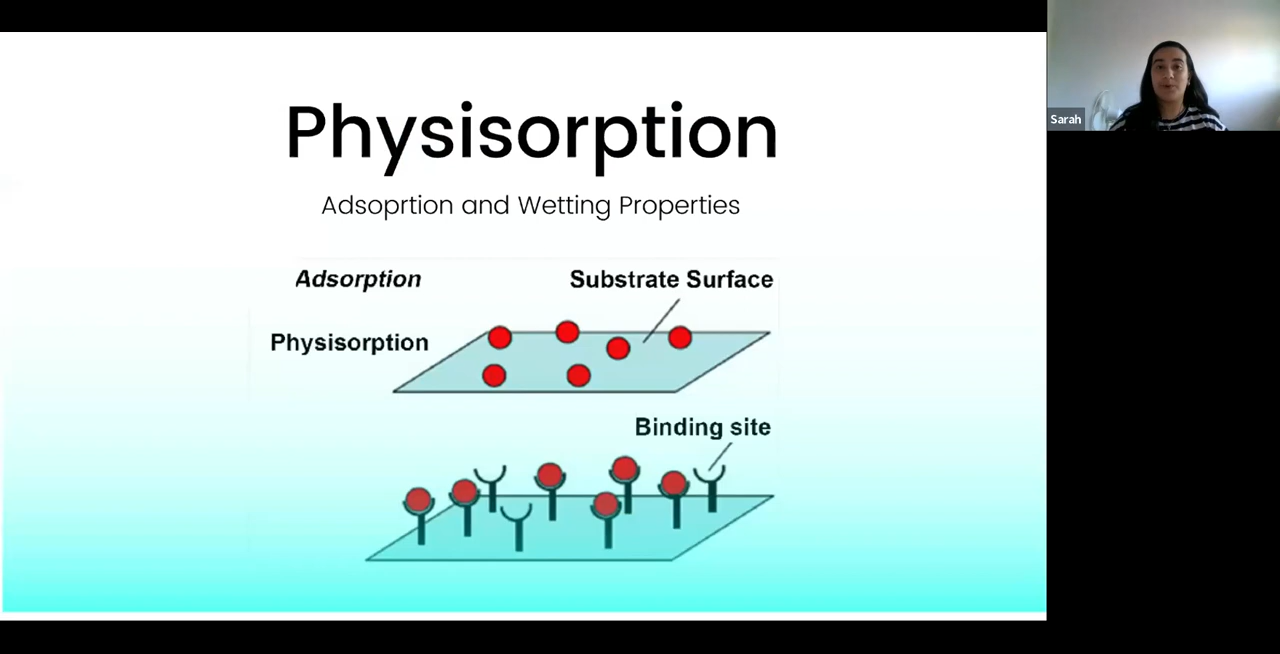 Physisorption
Adsoprtion and Wetting Properties
Adsorption
Substrate Surface
Physisorption
Binding site
Sarah